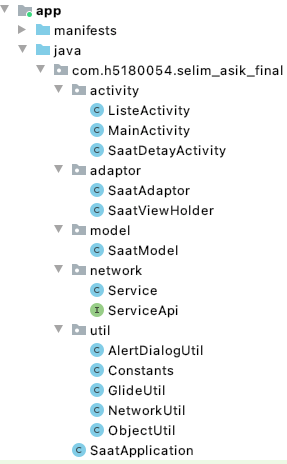 app
manifests
java
com.h5180054.selim_asik_final
activity
C ListeActivity
C MainActivity
C SaatDetayActivity
adaptor
C SaatAdaptor
C SaatViewHolder
model
C SaatModel
network
C Service
I ServiceApi
util
C AlertDialogUtil
C Constants
C GlideUtil
C NetworkUtil
C ObjectUtil
C SaatApplication